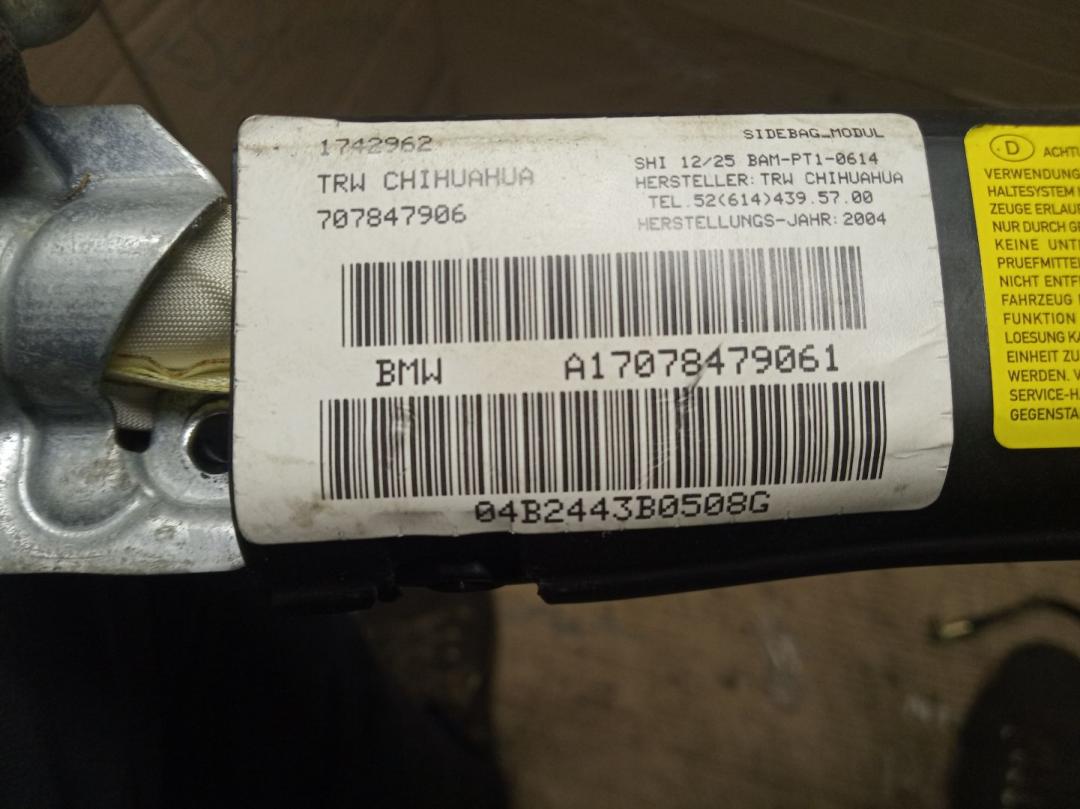 1742962
TRW CHIHUAHUA
707847906
SIDEBAG_MODUL
SHI 12/25 BAM-PT1-0614
HERSTELLER: TRW CHIHUAHUA
TEL.52(614)439.57.00
HERSTELLUNGS-JAHR: 2004
BMW A17078479061
04B2443B0508G
D
VERWENDUNG
HALTESYSTEM
ZEUGE ERLAU
NUR DURCH
KEINE UNT
PRUEFMITTE
NICHT ENTF
FAHRZEUG
FUNKTION
LOESUNG KA
EINHEIT ZU
WERDEN. V
SERVICE-H
GEGENSTA